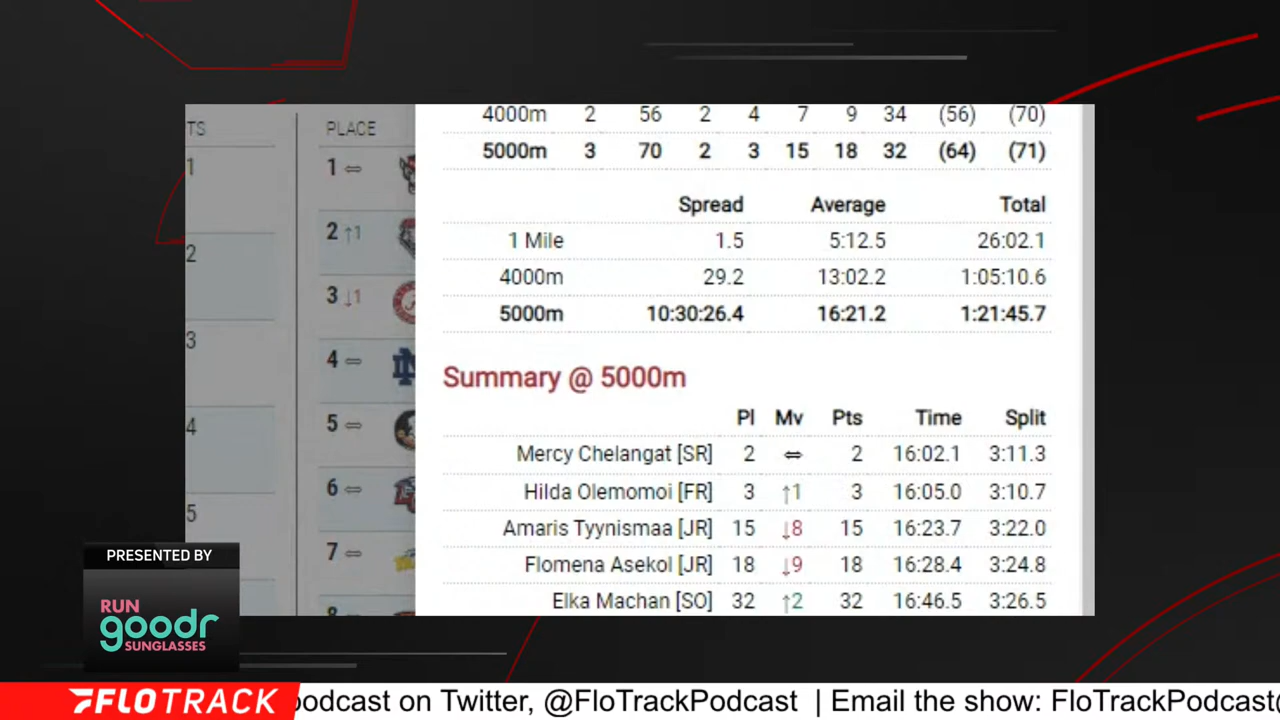 TS
PLACE
1
1
2
2 ↑1
3
3 ↓1
4
4
5
5
6
7
8
4000m 2 56 2 4 7 9 34 (56) (70)
5000m 3 70 2 3 15 18 32 (64) (71)
Spread Average Total
1 Mile 1.5 5:12.5 26:02.1
4000m 29.2 13:02.2 1:05:10.6
5000m 10:30:26.4 16:21.2 1:21:45.7
Summary @ 5000m
Pl Mv Pts Time Split
Mercy Chelangat [SR] 2 ⇔ 2 16:02.1 3:11.3
Hilda Olemomoi [FR] 3 ↑1 3 16:05.0 3:10.7
Amaris Tyynismaa [JR] 15 ↓8 15 16:23.7 3:22.0
Flomena Asekol [JR] 18 ↓9 18 16:28.4 3:24.8
Elka Machan [SO] 32 ↑2 32 16:46.5 3:26.5
PRESENTED BY
RUN
goodr
SUNGLASSES
FLOTRACK
podcast on Twitter, @FloTrackPodcast | Email the show: FloTrackPodcast@